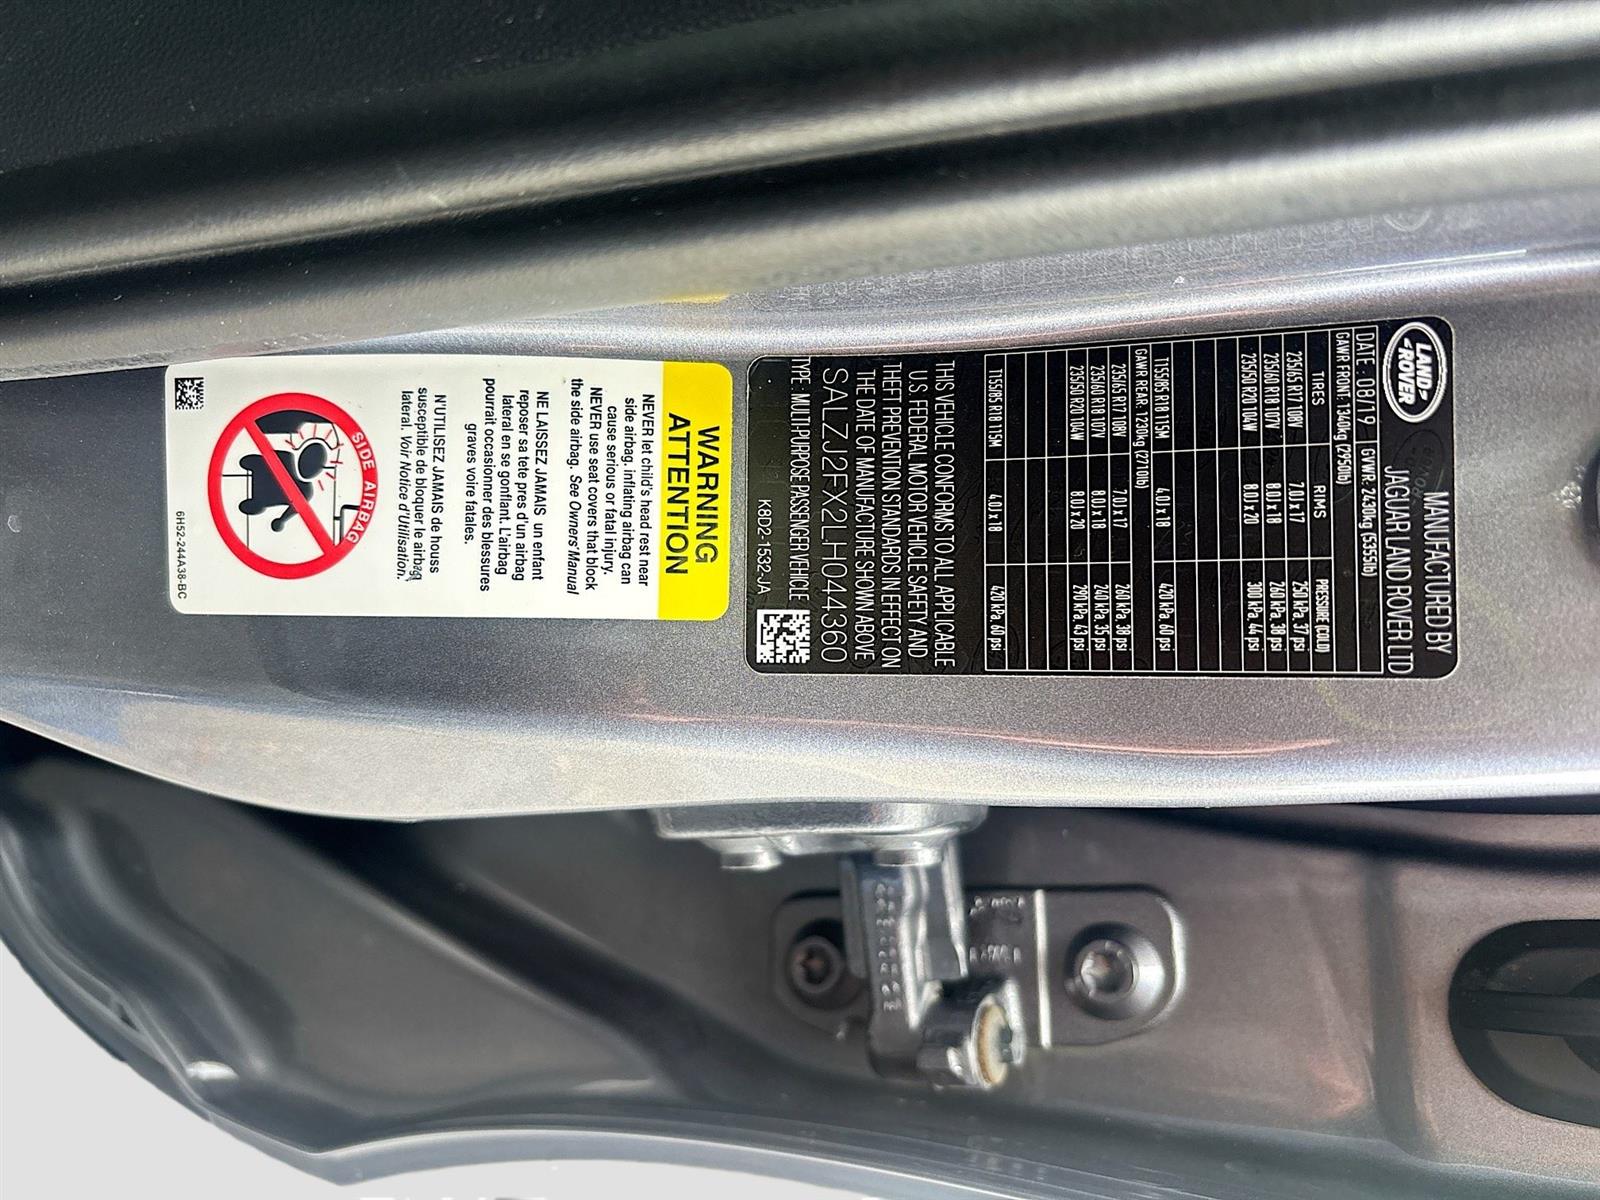 LAND-
-ROVER
MANUFACTURED BY
JAGUAR LAND ROVER LTD
DATE: 08/19 GVWR: 2430kg (5355lb)
GAWR FRONT: 1340kg (2950lb)
TIRES RIMS PRESSURE (COLD)
235/65 R17 108V 7.0J x 17 250 kPa, 37 psi
235/60 R18 107V 8.0J x 18 260 kPa, 38 psi
235/50 R20 104W 8.0J x 20 300 kPa, 44 psi
T155/85 R18 115M 4.0J x 18 420 kPa, 60 psi
GAWR REAR: 1230kg (2710lb)
235/65 R17 108V 7.0J x 17 260 kPa, 38 psi
235/60 R18 107V 8.0J x 18 240 kPa, 35 psi
235/50 R20 104W 8.0J x 20 290 kPa, 43 psi
T155/85 R18 115M 4.0J x 18 420 kPa, 60 psi
THIS VEHICLE CONFORMS TO ALL APPLICABLE
U.S. FEDERAL MOTOR VEHICLE SAFETY AND
THEFT PREVENTION STANDARDS IN EFFECT ON
THE DATE OF MANUFACTURE SHOWN ABOVE
SALZJ2FX2LH044360
TYPE: MULTI-PURPOSE PASSENGER VEHICLE
K8D2-1532-JA
WARNING
ATTENTION
NEVER let child's head rest near
side airbag, inflating airbag can
cause serious or fatal injury.
NEVER use seat covers that block
the side airbag. See Owners' Manual
NE LAISSEZ JAMAIS un enfant
reposer sa tete pres d'un airbag
lateral en se gonflant. L'airbag
pourrait occasionner des blessures
graves voire fatales.
N'UTILISEZ JAMAIS de houss
susceptible de bloquer le airbag
lateral. Voir Notice d'Utilisation.
SIDE AIRBAG
6H52-244A38-BC